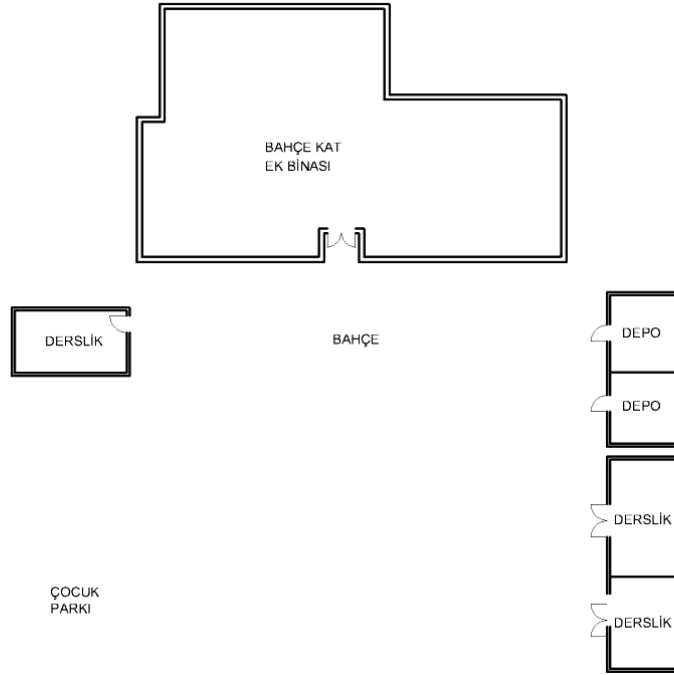 BAHÇE KAT
EK BİNASI
DERSLİK
BAHÇE
DEPO
DEPO
DERSLİK
ÇOCUK
PARKI
DERSLİK